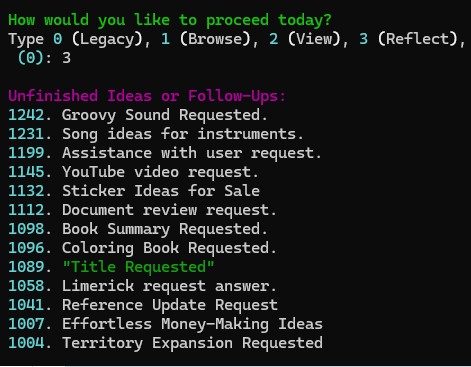 How would you like to proceed today?
Type 0 (Legacy), 1 (Browse), 2 (View), 3 (Reflect),
(0): 3
Unfinished Ideas or Follow-Ups:
1242. Groovy Sound Requested.
1231. Song ideas for instruments.
1199. Assistance with user request.
1145. YouTube video request.
1132. Sticker Ideas for Sale
1112. Document review request.
1098. Book Summary Requested.
1096. Coloring Book Requested.
1089. "Title Requested"
1058. Limerick request answer.
1041. Reference Update Request
1007. Effortless Money-Making Ideas
1004. Territory Expansion Requested